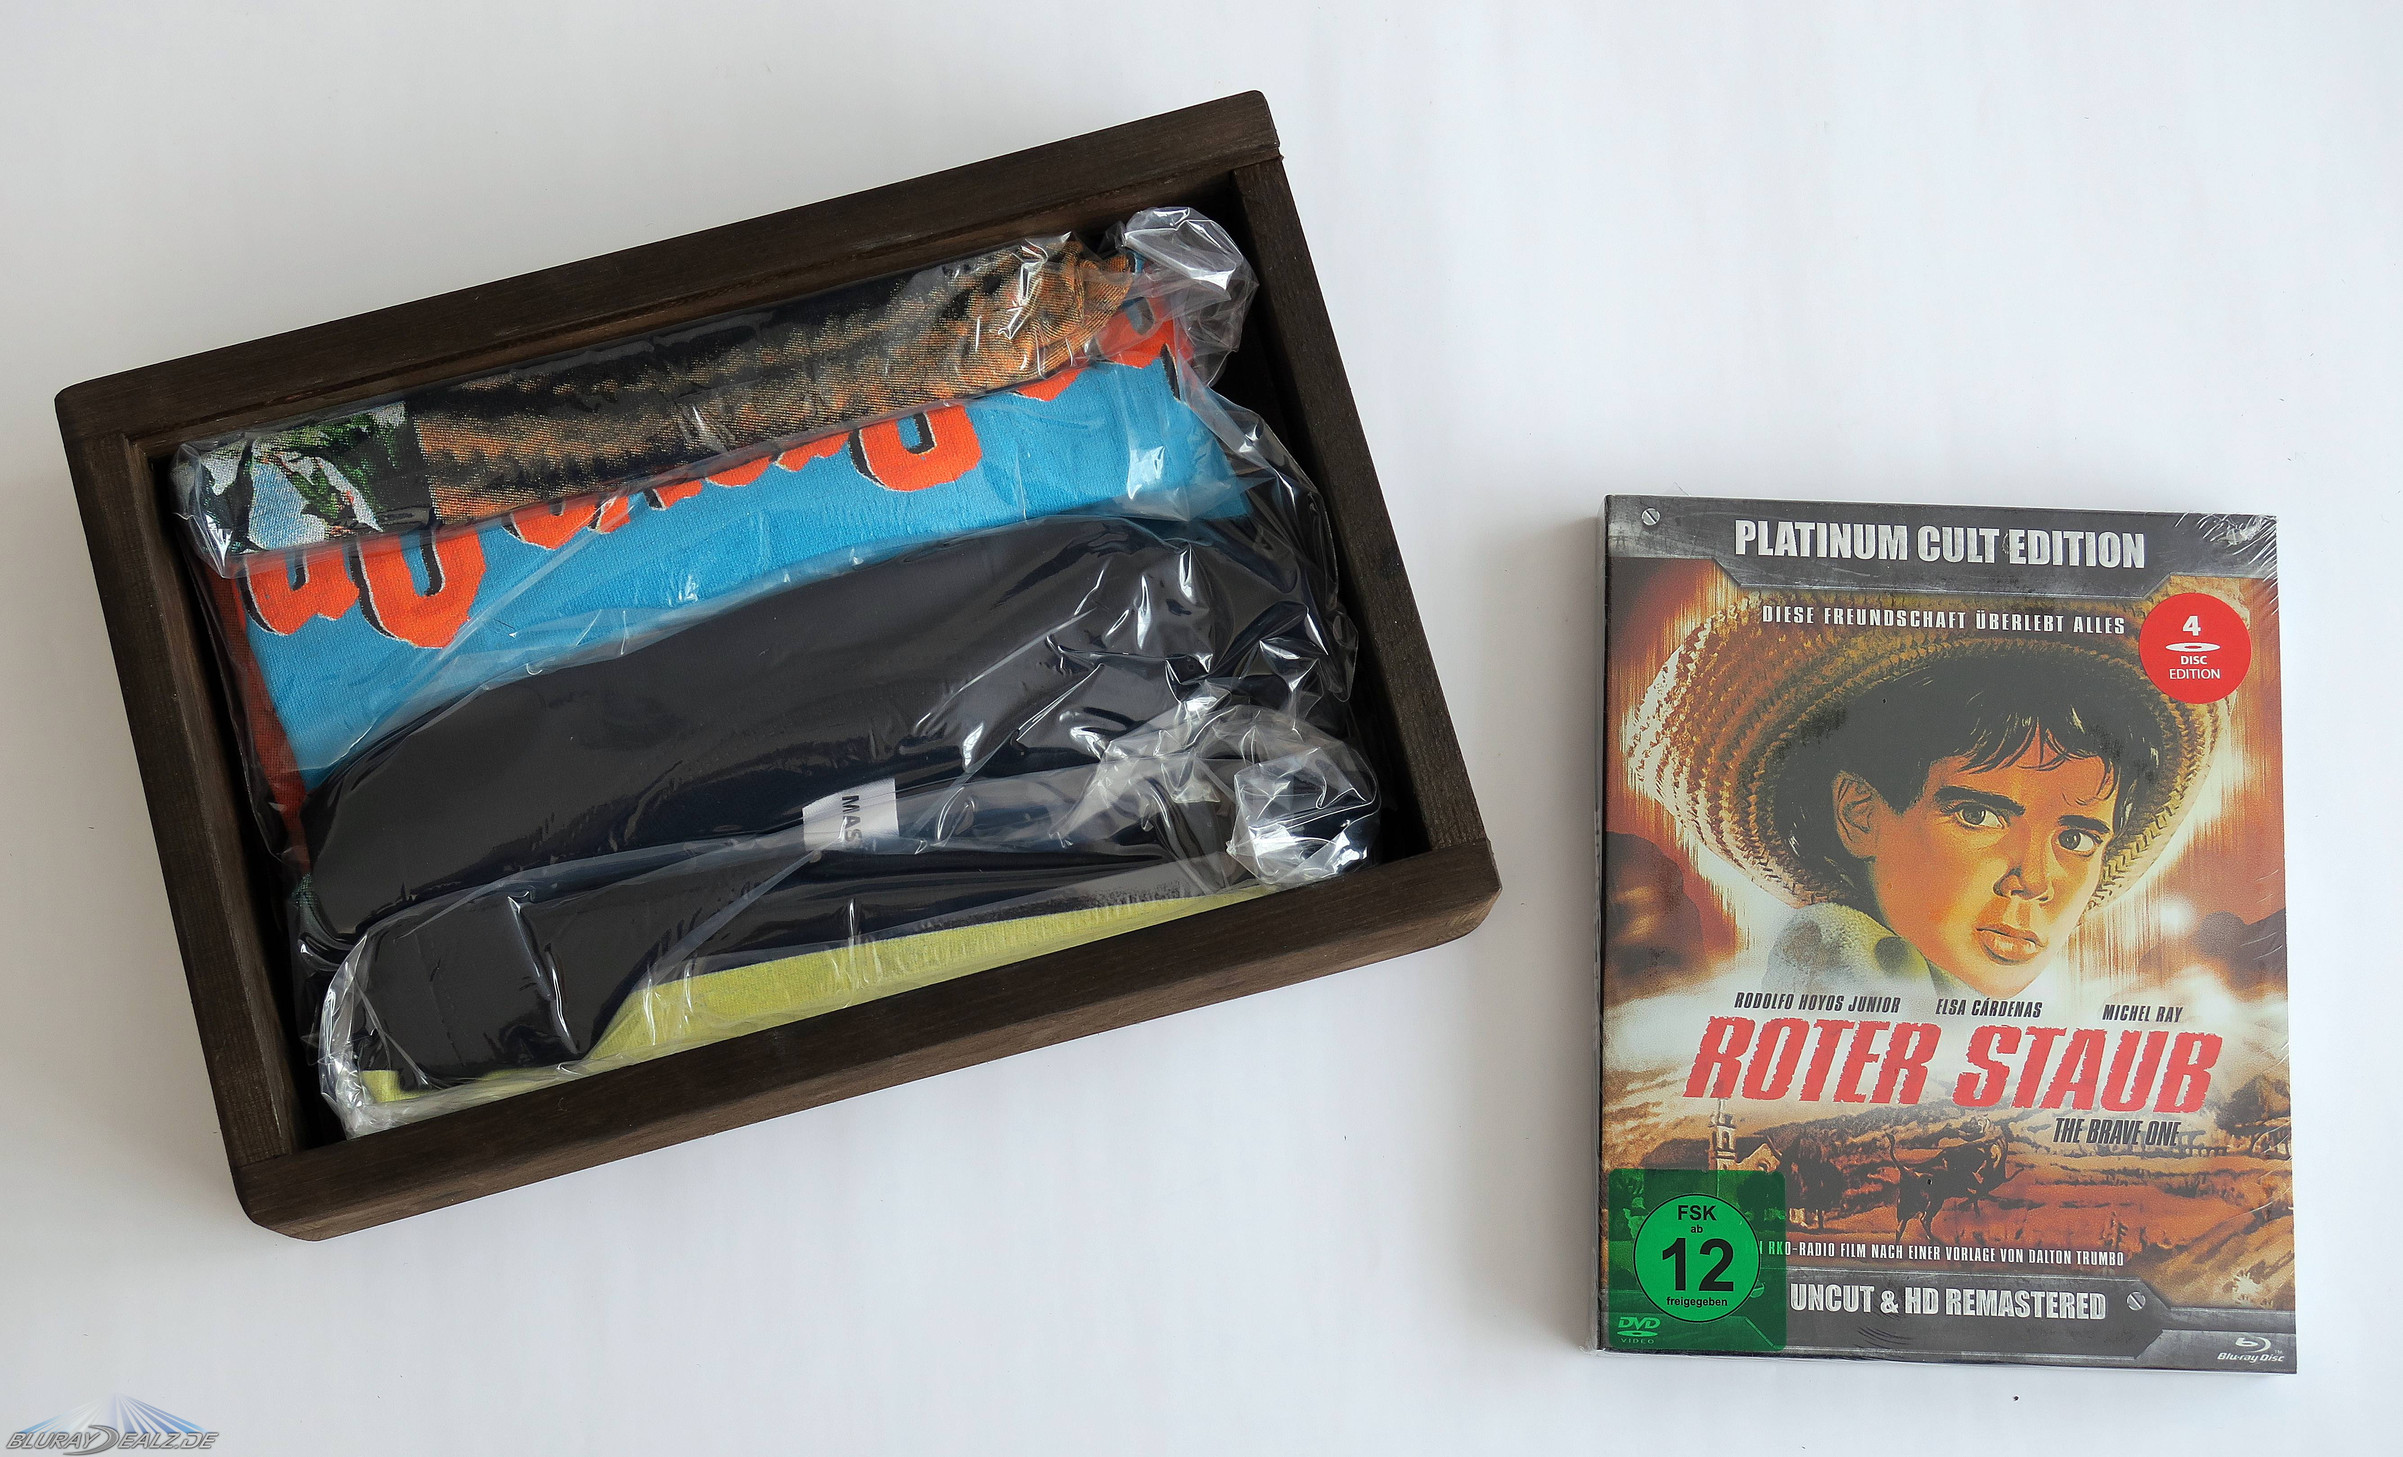 MAS
PLATINUM CULT EDITION
DIESE FREUNDSCHAFT ÜBERLEBT ALLES
4
DISC
EDITION
RODOLFO HOYOS JUNIOR ELSA CÁRDENAS MICHEL RAY
ROTER STAUB
THE BRAVE ONE
RKO-RADIO FILM NACH EINER VORLAGE VON DALTON TRUMBO
FSK
ab
12
freigegeben
UNCUT & HD REMASTERED
DVD
VIDEO
Blu-ray Disc
BLURAYDEALZ.DE